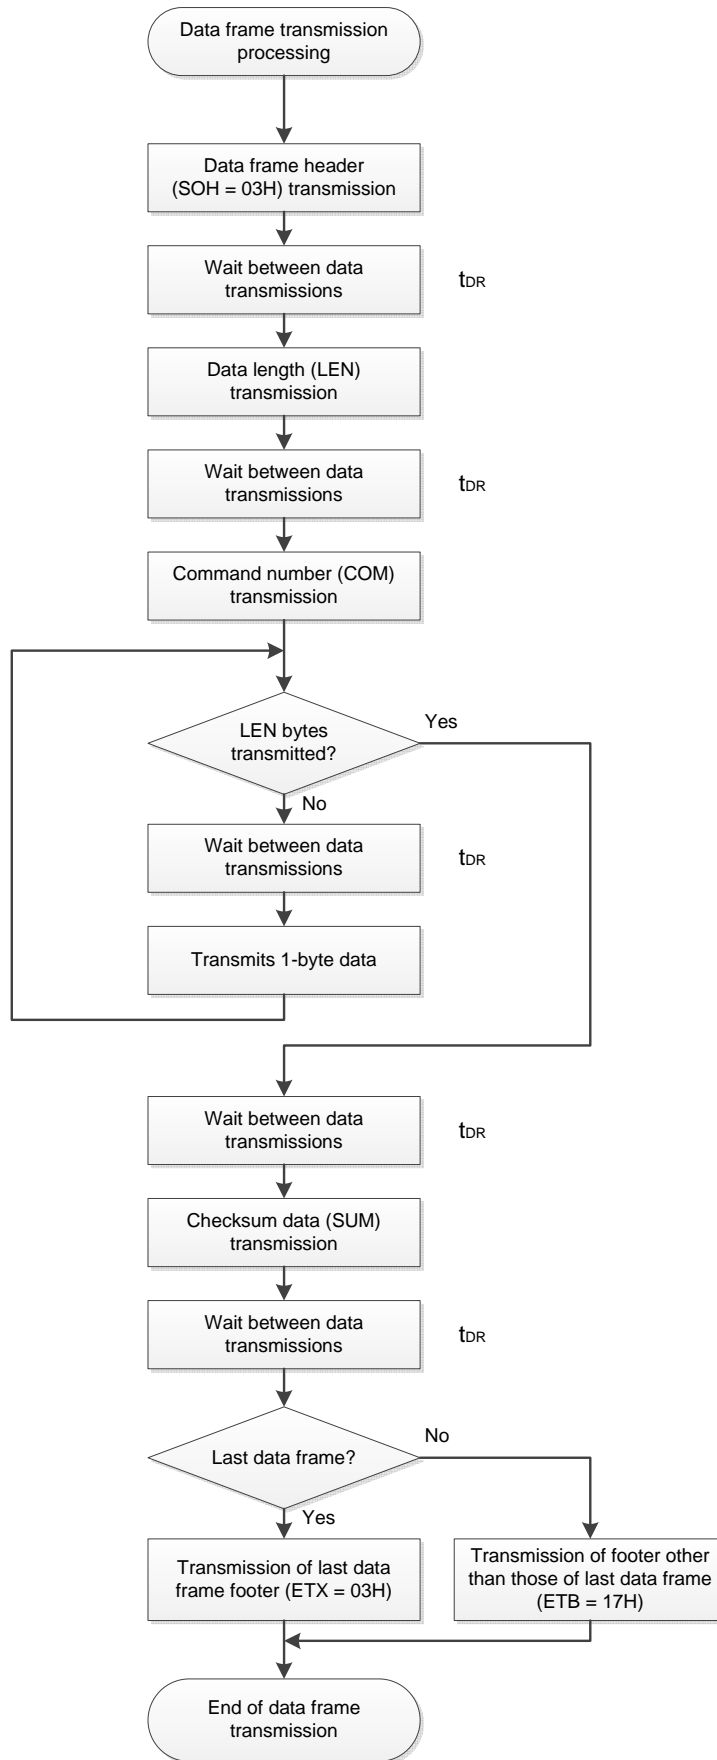 Data frame transmission
processing
Data frame header
(SOH = 03H) transmission
Wait between data
transmissions
tDR
Data length (LEN)
transmission
Wait between data
transmissions
tDR
Command number (COM)
transmission
LEN bytes
transmitted?
Yes
No
Wait between data
transmissions
tDR
Transmits 1-byte data
Wait between data
transmissions
tDR
Checksum data (SUM)
transmission
Wait between data
transmissions
tDR
Last data frame?
No
Yes
Transmission of last data
frame footer (ETX = 03H)
Transmission of footer other
than those of last data frame
(ETB = 17H)
End of data frame
transmission